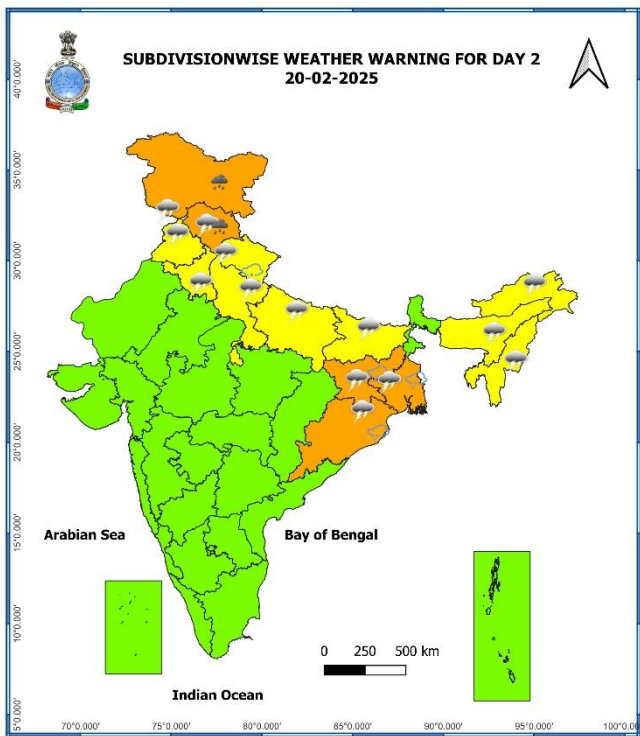 SUBDIVISIONWISE WEATHER WARNING FOR DAY 2
20-02-2025
40°0.000'
35°0.000'
30°0.000'
25°0.000'
20°0.000'
15°0.000'
10°0.000'
5°0.000'
Arabian Sea
Bay of Bengal
0 250 500 km
Indian Ocean
70°0.000' 75°0.000' 80°0.000' 85°0.000' 90°0.000' 95°0.000' 100°0.0